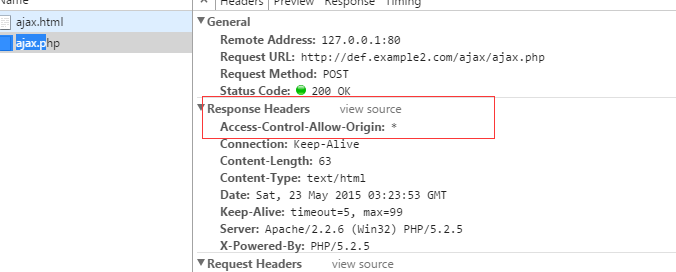 Name
Headers Preview Response Timing
ajax.html
ajax.php
General
Remote Address: 127.0.0.1:80
Request URL: http://def.example2.com/ajax/ajax.php
Request Method: POST
Status Code: 200 OK
Response Headers view source
Access-Control-Allow-Origin: *
Connection: Keep-Alive
Content-Length: 63
Content-Type: text/html
Date: Sat, 23 May 2015 03:23:53 GMT
Keep-Alive: timeout=5, max=99
Server: Apache/2.2.6 (Win32) PHP/5.2.5
X-Powered-By: PHP/5.2.5
Request Headers view source